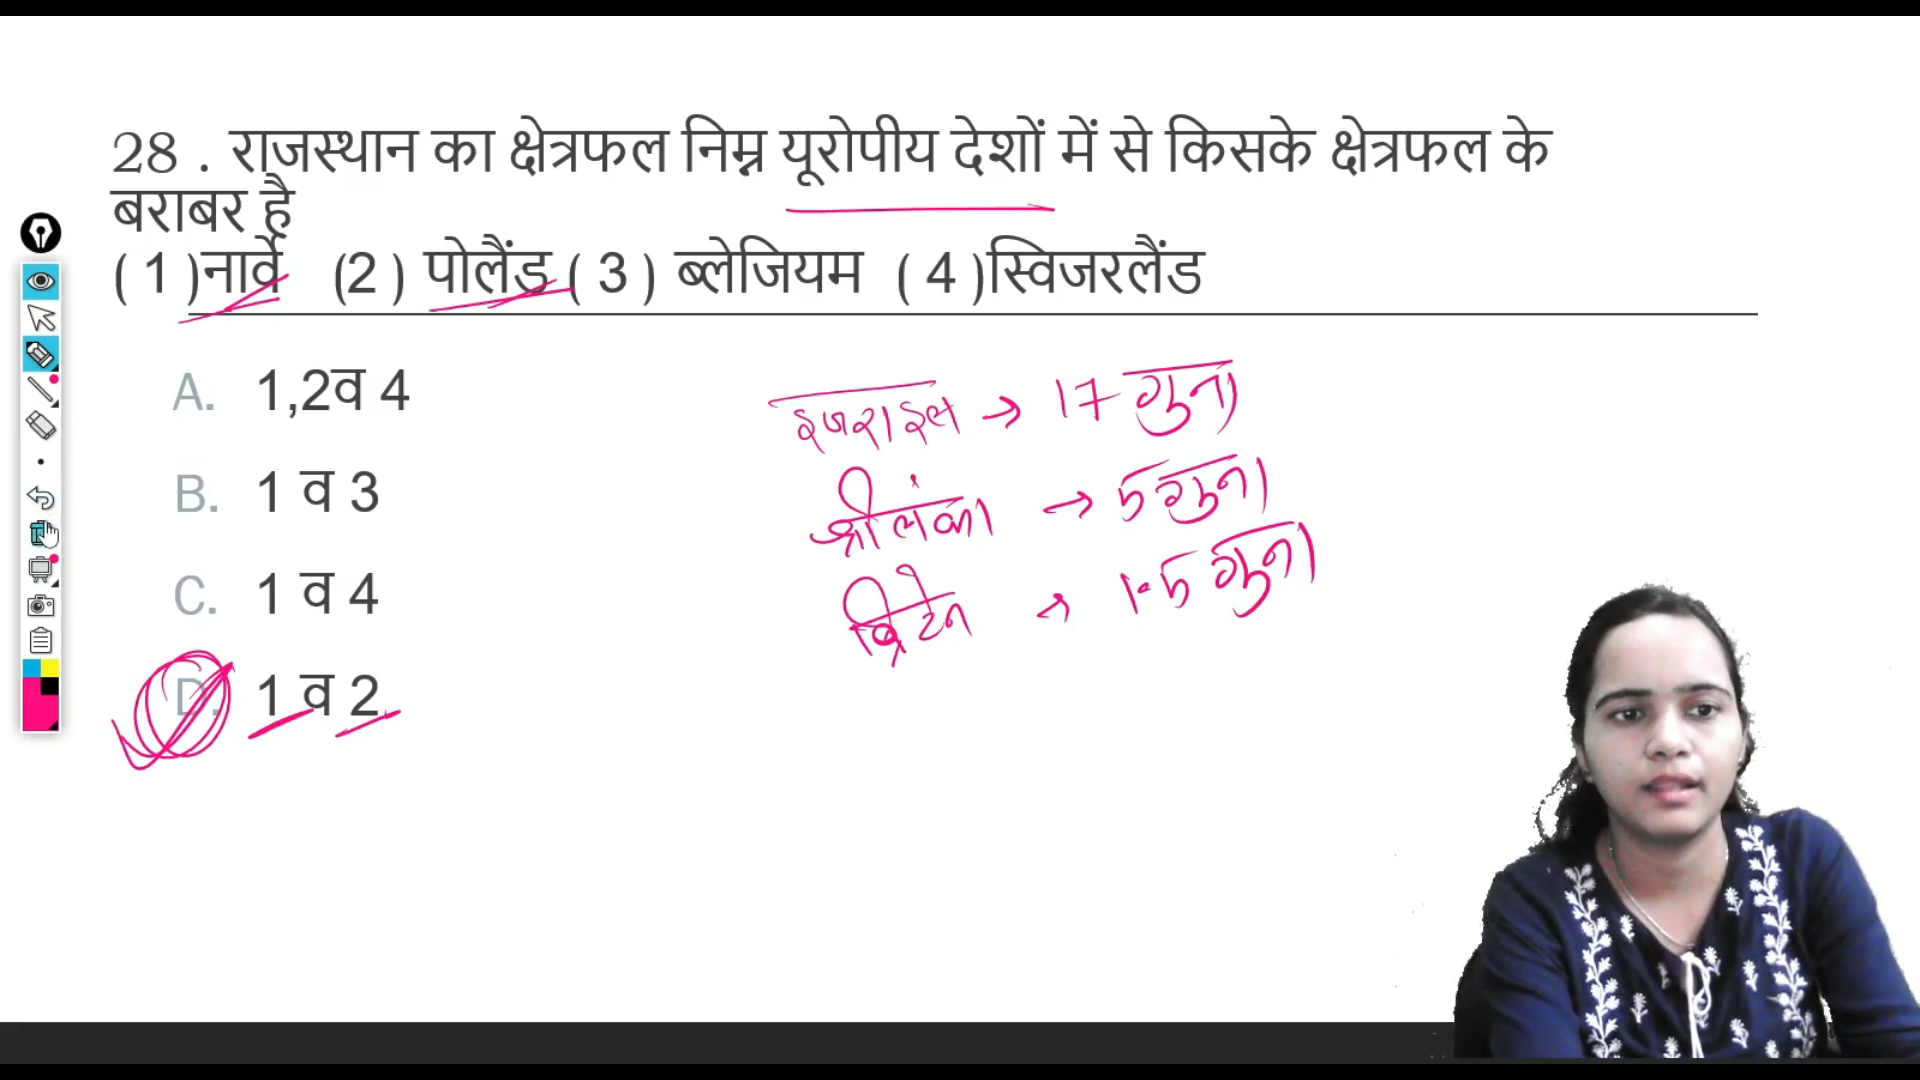 28 . राजस्थान का क्षेत्रफल निम्न यूरोपीय देशों में से किसके क्षेत्रफल के
बराबर है
( 1 )नार्वे (2 ) पोलैंड ( 3 ) ब्लेजियम ( 4 )स्विजरलैंड
A. 1,2व 4
B. 1 व 3
C. 1 व 4
D. 1 व 2
इजराइल → 17 गुना
श्रीलंका → 5 गुना
ब्रिटेन → 1.5 गुना